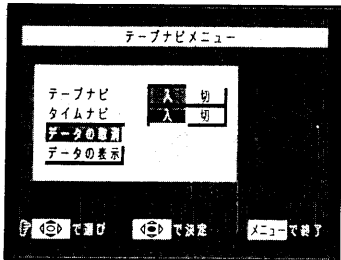 テープナビメニュー
テープナビ 入 切
タイムナビ 入 切
データの取消
データの表示
で選び で決定 メニューで終了